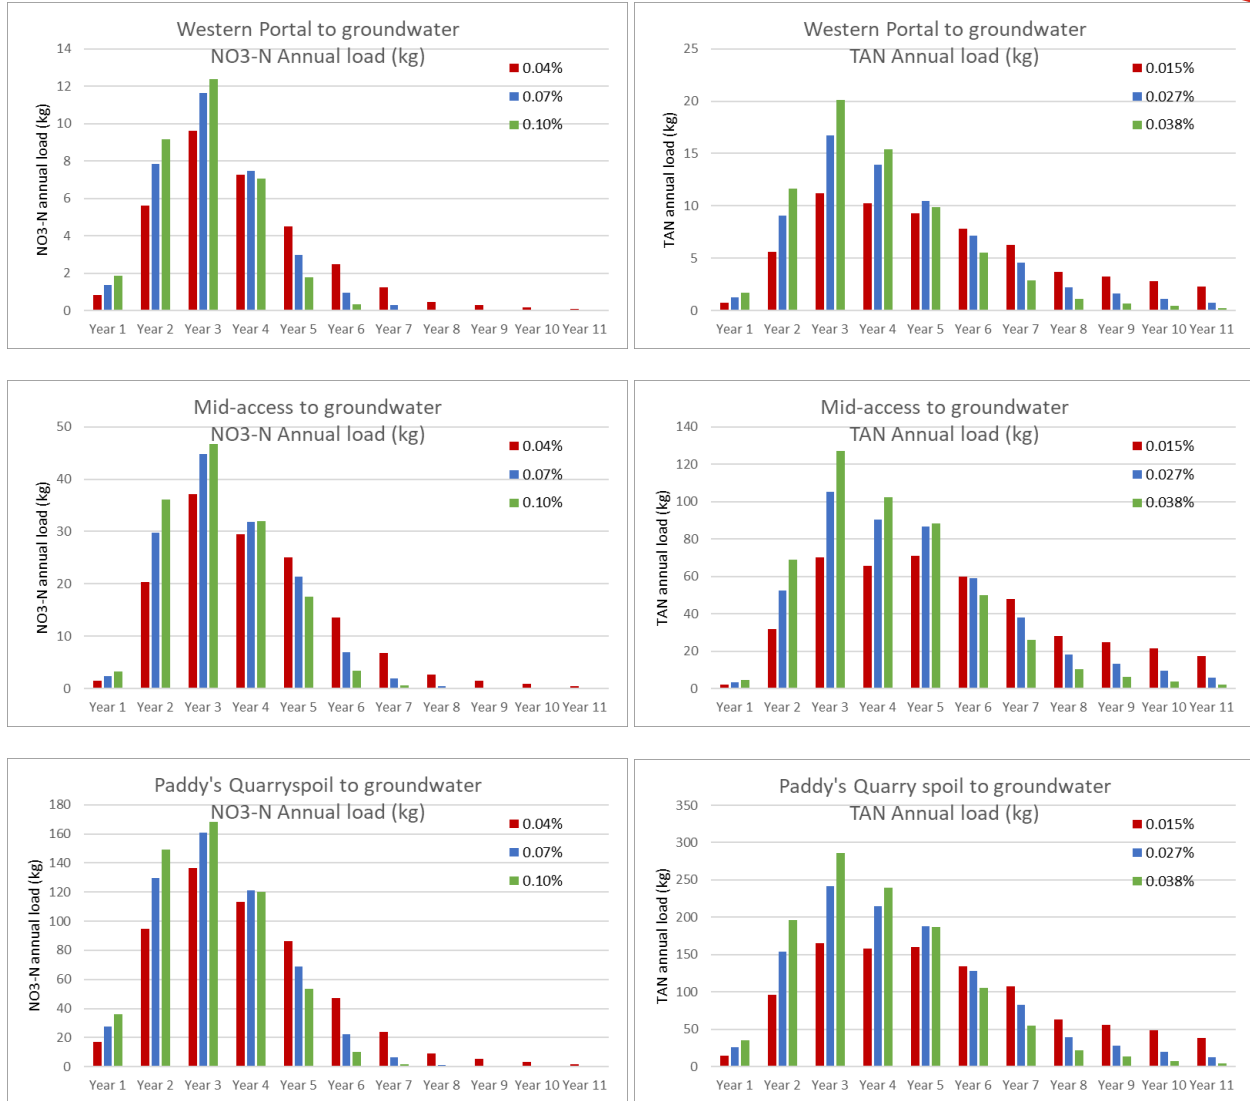 Western Portal to groundwater
NO3-N Annual load (kg)
0.04%
0.07%
0.10%
NO3-N annual load (kg)
14
12
10
8
6
4
2
0
Year 1 Year 2 Year 3 Year 4 Year 5 Year 6 Year 7 Year 8 Year 9 Year 10 Year 11
Western Portal to groundwater
TAN Annual load (kg)
0.015%
0.027%
0.038%
TAN annual load (kg)
25
20
15
10
5
0
Year 1 Year 2 Year 3 Year 4 Year 5 Year 6 Year 7 Year 8 Year 9 Year 10 Year 11
Mid-access to groundwater
NO3-N Annual load (kg)
0.04%
0.07%
0.10%
NO3-N annual load (kg)
50
40
30
20
10
0
Year 1 Year 2 Year 3 Year 4 Year 5 Year 6 Year 7 Year 8 Year 9 Year 10 Year 11
Mid-access to groundwater
TAN Annual load (kg)
0.015%
0.027%
0.038%
TAN annual load (kg)
140
120
100
80
60
40
20
0
Year 1 Year 2 Year 3 Year 4 Year 5 Year 6 Year 7 Year 8 Year 9 Year 10 Year 11
Paddy's Quarryspoil to groundwater
NO3-N Annual load (kg)
0.04%
0.07%
0.10%
NO3-N annual load (kg)
180
160
140
120
100
80
60
40
20
0
Year 1 Year 2 Year 3 Year 4 Year 5 Year 6 Year 7 Year 8 Year 9 Year 10 Year 11
Paddy's Quarry spoil to groundwater
TAN Annual load (kg)
0.015%
0.027%
0.038%
TAN annual load (kg)
350
300
250
200
150
100
50
0
Year 1 Year 2 Year 3 Year 4 Year 5 Year 6 Year 7 Year 8 Year 9 Year 10 Year 11